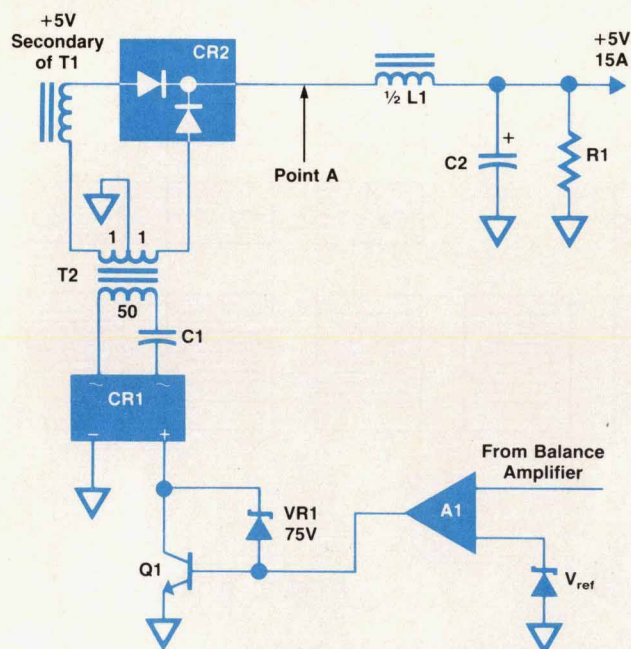 +5V
Secondary
of T1
CR2
+5V
15A
½ L1
Point A
+
C2
R1
1 1
T2
50
C1
~ ~
CR1
− +
From Balance
Amplifier
A1
VR1
75V
Q1
Vref